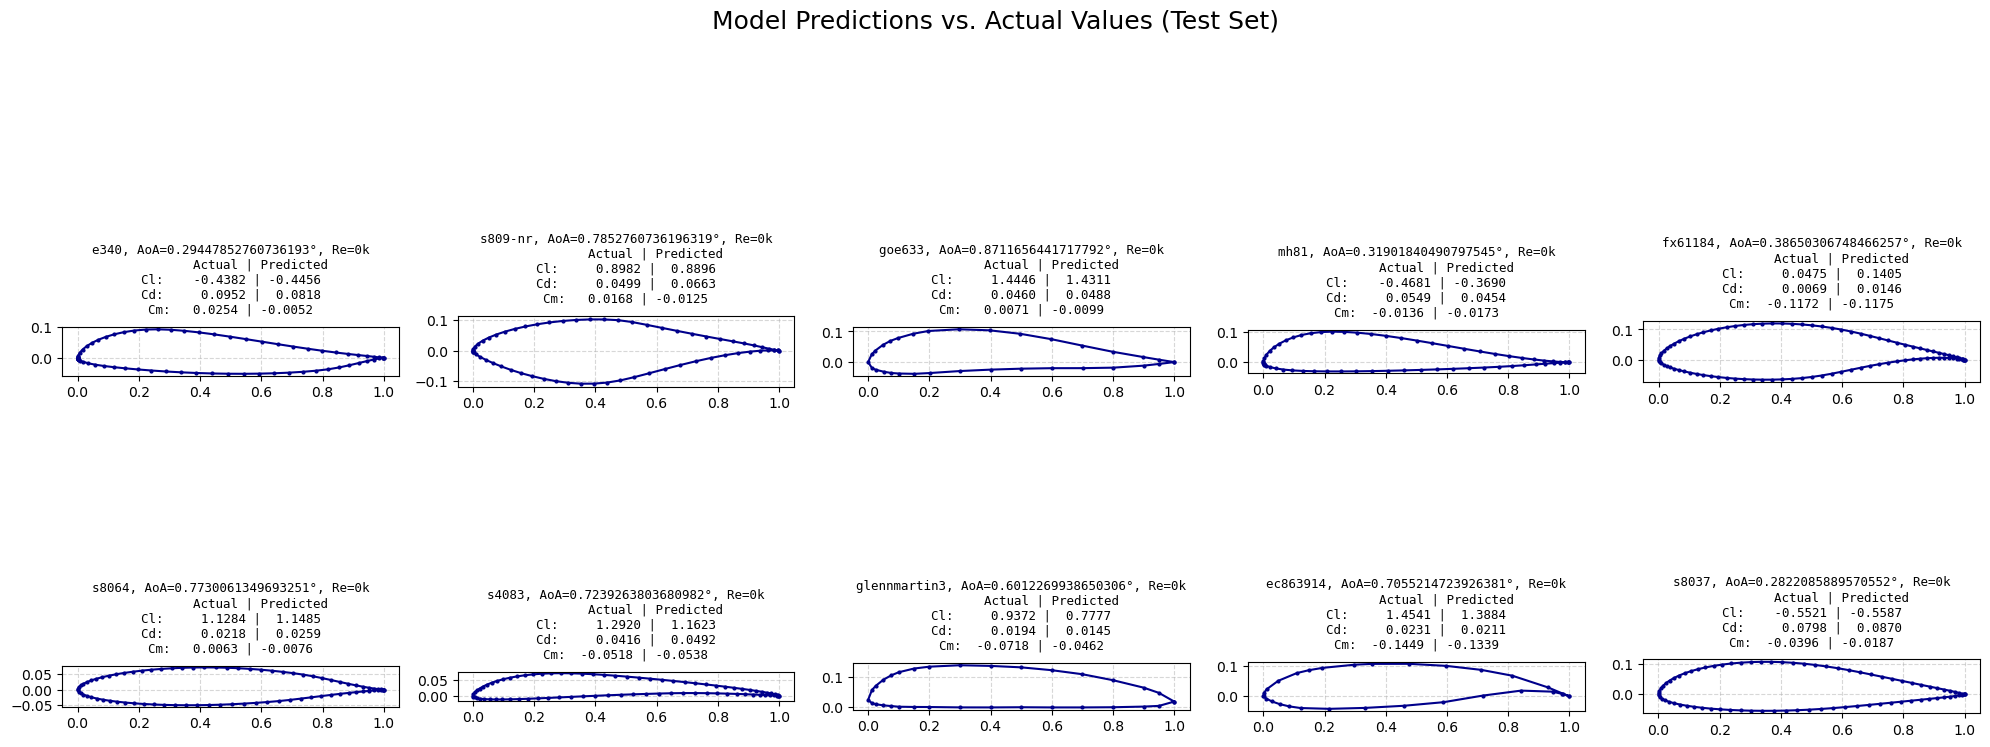 Model Predictions vs. Actual Values (Test Set)
e340, AoA=0.29447852760736193°, Re=0k
Actual | Predicted
Cl: -0.4382 | -0.4456
Cd: 0.0952 | 0.0818
Cm: 0.0254 | -0.0052
0.1
0.0
0.0 0.2 0.4 0.6 0.8 1.0
s809-nr, AoA=0.7852760736196319°, Re=0k
Actual | Predicted
Cl: 0.8982 | 0.8896
Cd: 0.0499 | 0.0663
Cm: 0.0168 | -0.0125
0.1
0.0
−0.1
0.0 0.2 0.4 0.6 0.8 1.0
goe633, AoA=0.8711656441717792°, Re=0k
Actual | Predicted
Cl: 1.4446 | 1.4311
Cd: 0.0460 | 0.0488
Cm: 0.0071 | -0.0099
0.1
0.0
0.0 0.2 0.4 0.6 0.8 1.0
mh81, AoA=0.31901840490797545°, Re=0k
Actual | Predicted
Cl: -0.4681 | -0.3690
Cd: 0.0549 | 0.0454
Cm: -0.0136 | -0.0173
0.1
0.0
0.0 0.2 0.4 0.6 0.8 1.0
fx61184, AoA=0.38650306748466257°, Re=0k
Actual | Predicted
Cl: 0.0475 | 0.1405
Cd: 0.0069 | 0.0146
Cm: -0.1172 | -0.1175
0.1
0.0
0.0 0.2 0.4 0.6 0.8 1.0
s8064, AoA=0.7730061349693251°, Re=0k
Actual | Predicted
Cl: 1.1284 | 1.1485
Cd: 0.0218 | 0.0259
Cm: 0.0063 | -0.0076
0.05
0.00
−0.05
0.0 0.2 0.4 0.6 0.8 1.0
s4083, AoA=0.7239263803680982°, Re=0k
Actual | Predicted
Cl: 1.2920 | 1.1623
Cd: 0.0416 | 0.0492
Cm: -0.0518 | -0.0538
0.05
0.00
0.0 0.2 0.4 0.6 0.8 1.0
glennmartin3, AoA=0.6012269938650306°, Re=0k
Actual | Predicted
Cl: 0.9372 | 0.7777
Cd: 0.0194 | 0.0145
Cm: -0.0718 | -0.0462
0.1
0.0
0.0 0.2 0.4 0.6 0.8 1.0
ec863914, AoA=0.7055214723926381°, Re=0k
Actual | Predicted
Cl: 1.4541 | 1.3884
Cd: 0.0231 | 0.0211
Cm: -0.1449 | -0.1339
0.1
0.0
0.0 0.2 0.4 0.6 0.8 1.0
s8037, AoA=0.2822085889570552°, Re=0k
Actual | Predicted
Cl: -0.5521 | -0.5587
Cd: 0.0798 | 0.0870
Cm: -0.0396 | -0.0187
0.1
0.0
0.0 0.2 0.4 0.6 0.8 1.0